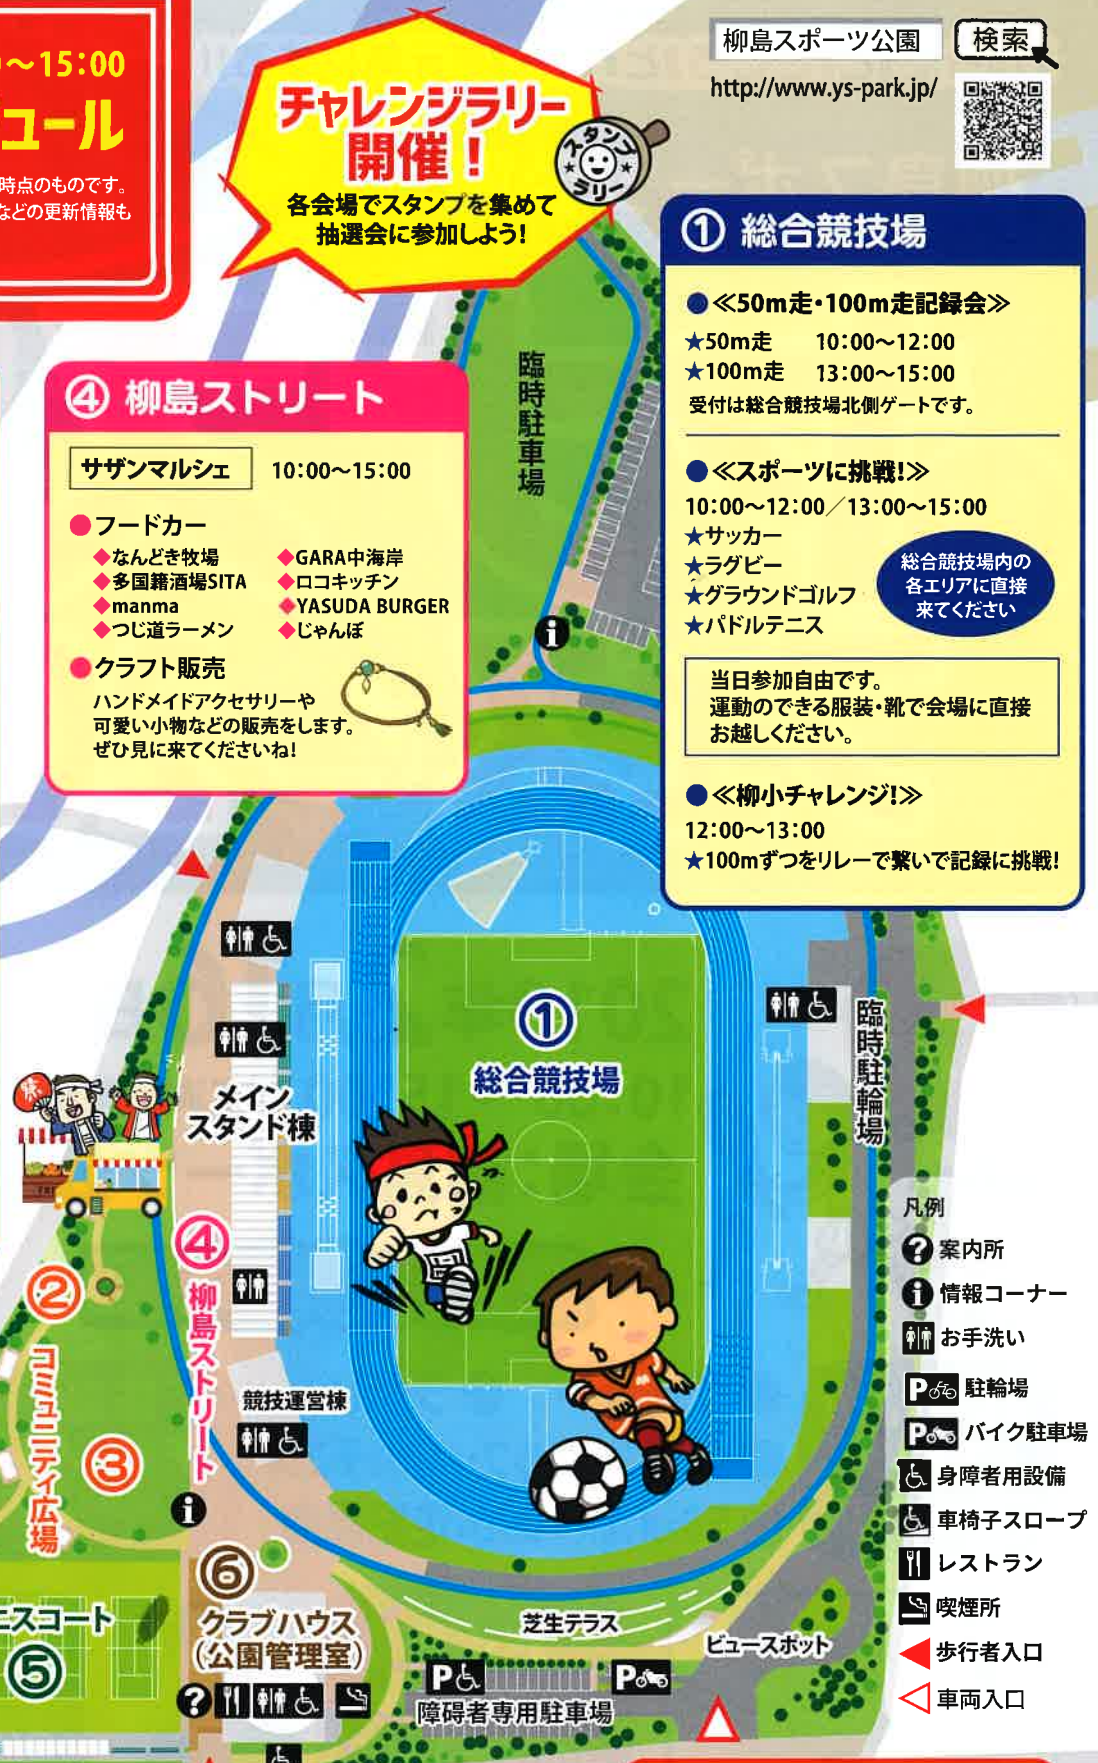 ～15:00
ュール
時点のものです。
などの更新情報も
チャレンジラリー
開催！
各会場でスタンプを集めて
抽選会に参加しよう！
スタンプ
ラリー
柳島スポーツ公園
検索
http://www.ys-park.jp/
① 総合競技場
●≪50m走・100m走記録会≫
★50m走 10：00～12：00
★100m走 13：00～15：00
受付は総合競技場北側ゲートです。
●≪スポーツに挑戦!≫
10：00～12：00／13：00～15：00
★サッカー
★ラグビー
★グラウンドゴルフ
★パドルテニス
総合競技場内の
各エリアに直接
来てください
当日参加自由です。
運動のできる服装・靴で会場に直接
お越しください。
●≪柳小チャレンジ!≫
12：00～13：00
★100mずつをリレーで繋いで記録に挑戦!
④ 柳島ストリート
サザンマルシェ 10：00～15：00
●フードカー
◆なんどき牧場 ◆GARA中海岸
◆多国籍酒場SITA ◆ロコキッチン
◆manma ◆YASUDA BURGER
◆つじ道ラーメン ◆じゃんぼ
●クラフト販売
ハンドメイドアクセサリーや
可愛い小物などの販売をします。
ぜひ見に来てくださいね!
臨時駐車場
i
①
総合競技場
メイン
スタンド棟
臨時駐輪場
祭
④
柳島ストリート
②
コミュニティ広場
③
競技運営棟
i
⑥
クラブハウス
（公園管理室）
?
ニスコート
⑤
芝生テラス
ビュースポット
P
P
障碍者専用駐車場
凡例
? 案内所
i 情報コーナー
お手洗い
P 駐輪場
P バイク駐車場
身障者用設備
車椅子スロープ
レストラン
喫煙所
歩行者入口
車両入口